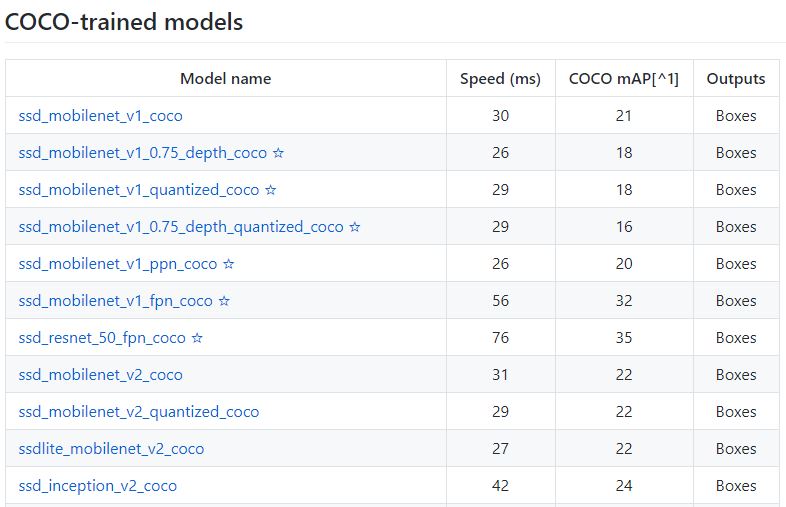 COCO-trained models
Model name Speed (ms) COCO mAP[^1] Outputs
ssd_mobilenet_v1_coco 30 21 Boxes
ssd_mobilenet_v1_0.75_depth_coco ☆ 26 18 Boxes
ssd_mobilenet_v1_quantized_coco ☆ 29 18 Boxes
ssd_mobilenet_v1_0.75_depth_quantized_coco ☆ 29 16 Boxes
ssd_mobilenet_v1_ppn_coco ☆ 26 20 Boxes
ssd_mobilenet_v1_fpn_coco ☆ 56 32 Boxes
ssd_resnet_50_fpn_coco ☆ 76 35 Boxes
ssd_mobilenet_v2_coco 31 22 Boxes
ssd_mobilenet_v2_quantized_coco 29 22 Boxes
ssdlite_mobilenet_v2_coco 27 22 Boxes
ssd_inception_v2_coco 42 24 Boxes